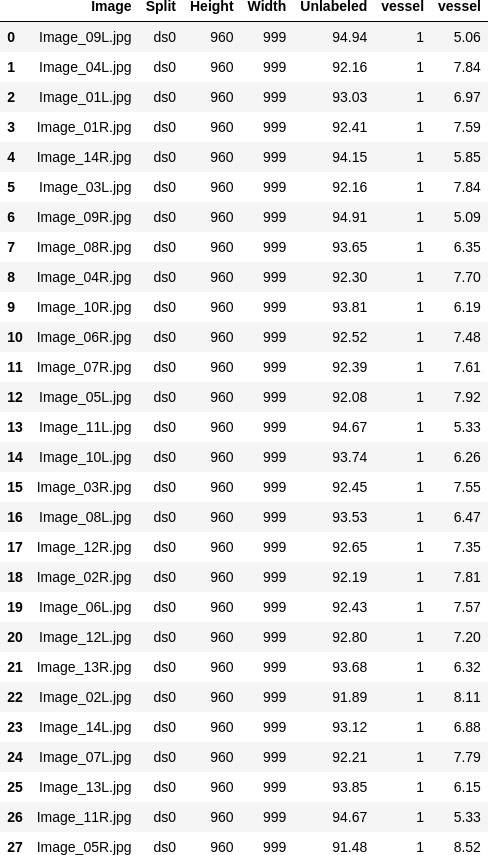 Image Split Height Width Unlabeled vessel vessel
0 Image_09L.jpg ds0 960 999 94.94 1 5.06
1 Image_04L.jpg ds0 960 999 92.16 1 7.84
2 Image_01L.jpg ds0 960 999 93.03 1 6.97
3 Image_01R.jpg ds0 960 999 92.41 1 7.59
4 Image_14R.jpg ds0 960 999 94.15 1 5.85
5 Image_03L.jpg ds0 960 999 92.16 1 7.84
6 Image_09R.jpg ds0 960 999 94.91 1 5.09
7 Image_08R.jpg ds0 960 999 93.65 1 6.35
8 Image_04R.jpg ds0 960 999 92.30 1 7.70
9 Image_10R.jpg ds0 960 999 93.81 1 6.19
10 Image_06R.jpg ds0 960 999 92.52 1 7.48
11 Image_07R.jpg ds0 960 999 92.39 1 7.61
12 Image_05L.jpg ds0 960 999 92.08 1 7.92
13 Image_11L.jpg ds0 960 999 94.67 1 5.33
14 Image_10L.jpg ds0 960 999 93.74 1 6.26
15 Image_03R.jpg ds0 960 999 92.45 1 7.55
16 Image_08L.jpg ds0 960 999 93.53 1 6.47
17 Image_12R.jpg ds0 960 999 92.65 1 7.35
18 Image_02R.jpg ds0 960 999 92.19 1 7.81
19 Image_06L.jpg ds0 960 999 92.43 1 7.57
20 Image_12L.jpg ds0 960 999 92.80 1 7.20
21 Image_13R.jpg ds0 960 999 93.68 1 6.32
22 Image_02L.jpg ds0 960 999 91.89 1 8.11
23 Image_14L.jpg ds0 960 999 93.12 1 6.88
24 Image_07L.jpg ds0 960 999 92.21 1 7.79
25 Image_13L.jpg ds0 960 999 93.85 1 6.15
26 Image_11R.jpg ds0 960 999 94.67 1 5.33
27 Image_05R.jpg ds0 960 999 91.48 1 8.52